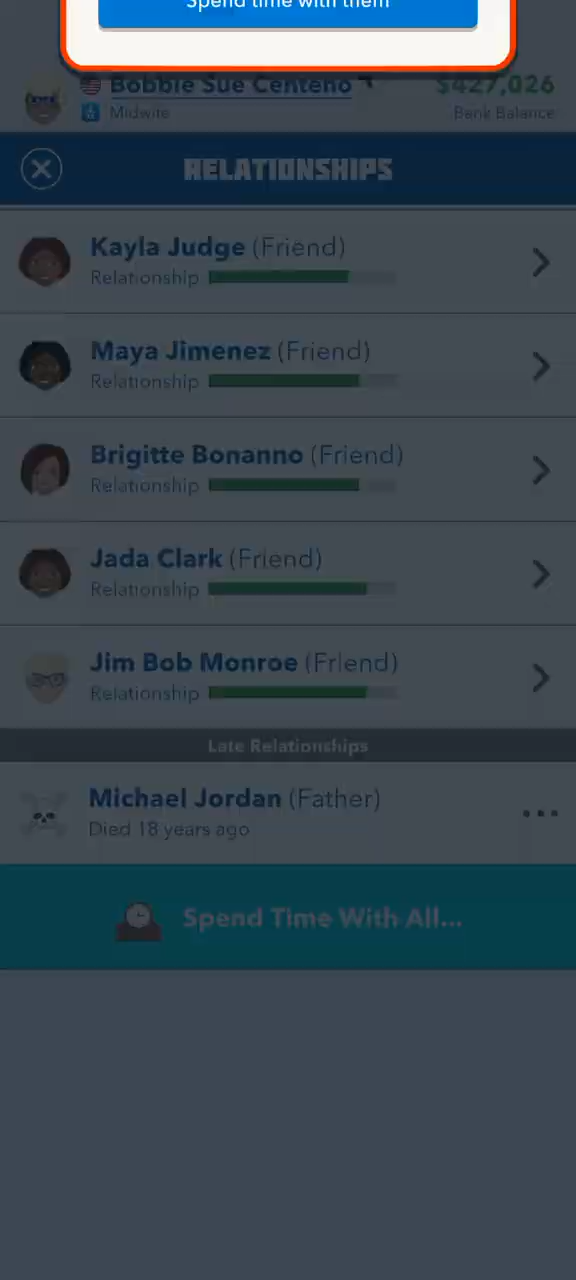 Spend time with them
Bobbie Sue Centeno
$427,026
Midwife
Bank Balance
RELATIONSHIPS
Kayla Judge (Friend)
Relationship
Maya Jimenez (Friend)
Relationship
Brigitte Bonanno (Friend)
Relationship
Jada Clark (Friend)
Relationship
Jim Bob Monroe (Friend)
Relationship
Late Relationships
Michael Jordan (Father)
Died 18 years ago
Spend Time With All...